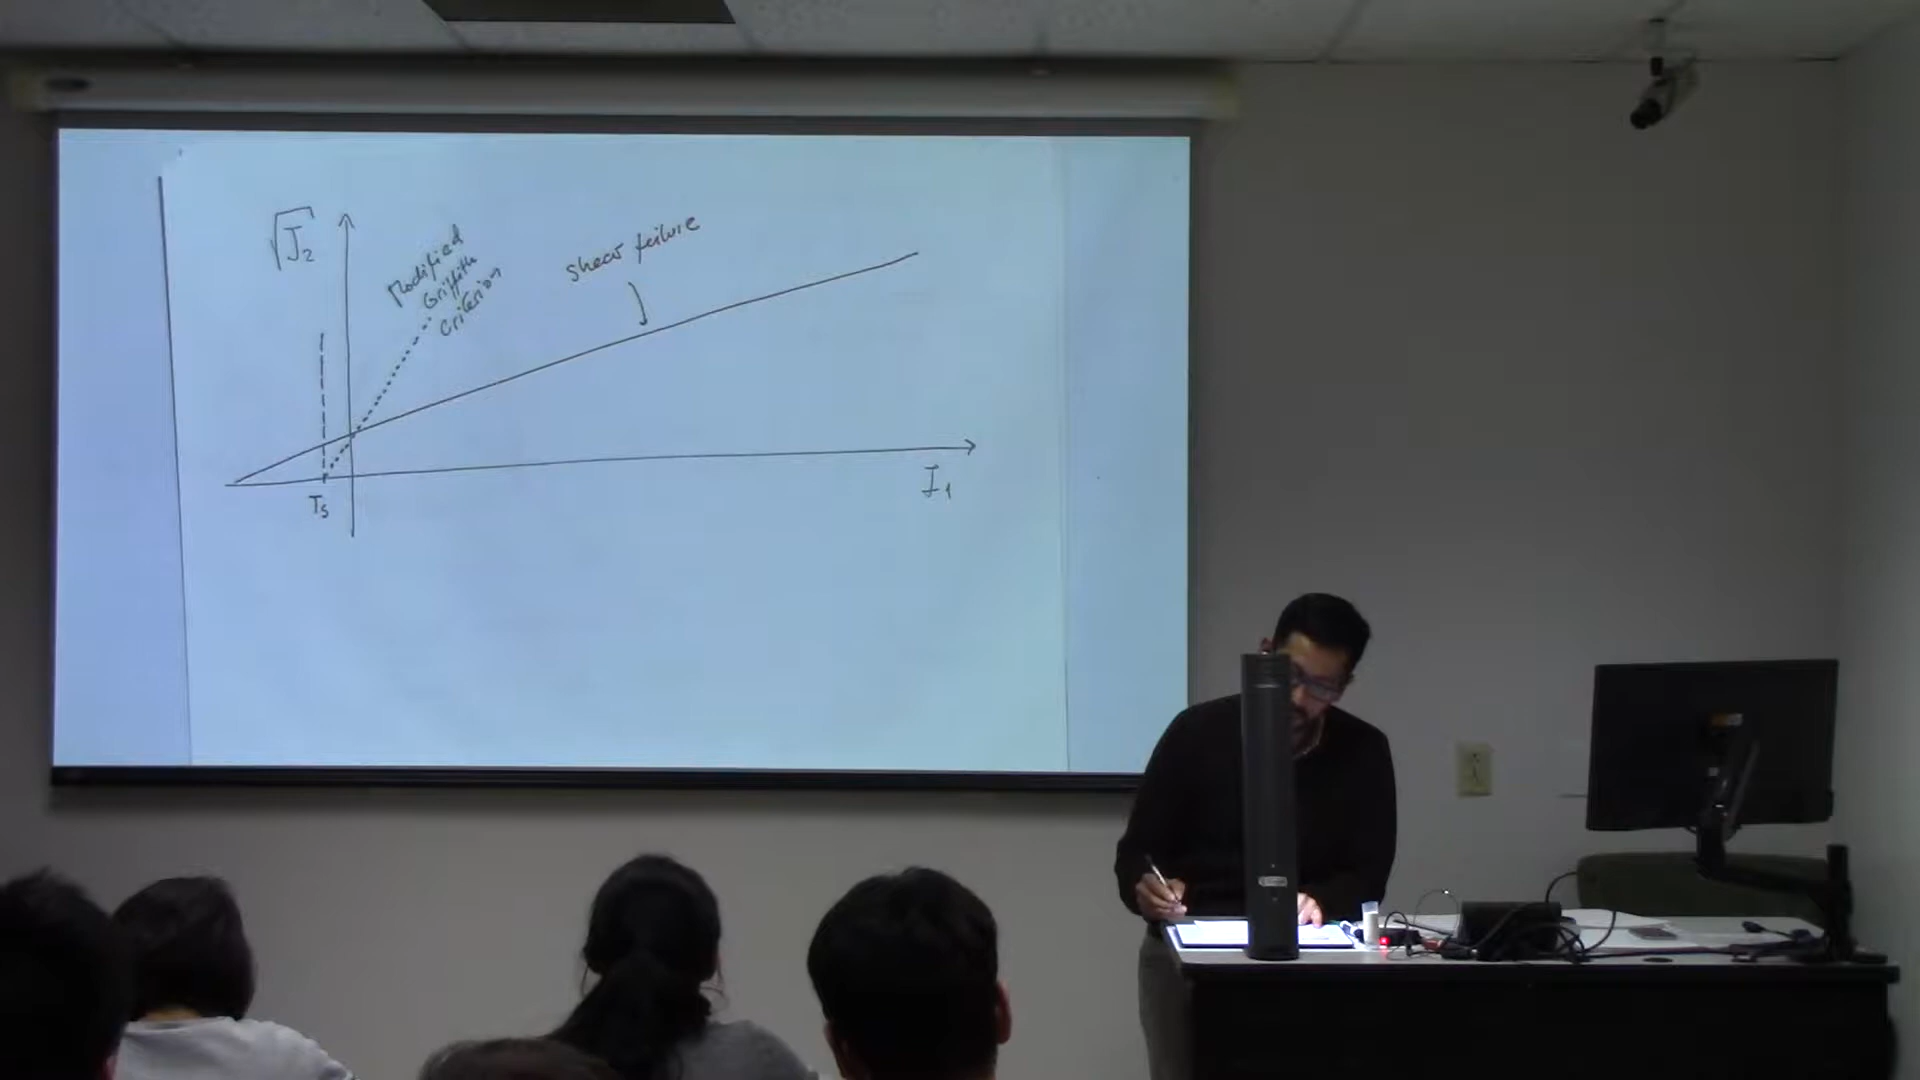 √J₂
Modified
Griffith
Criterion
shear failure
I₁
Ts